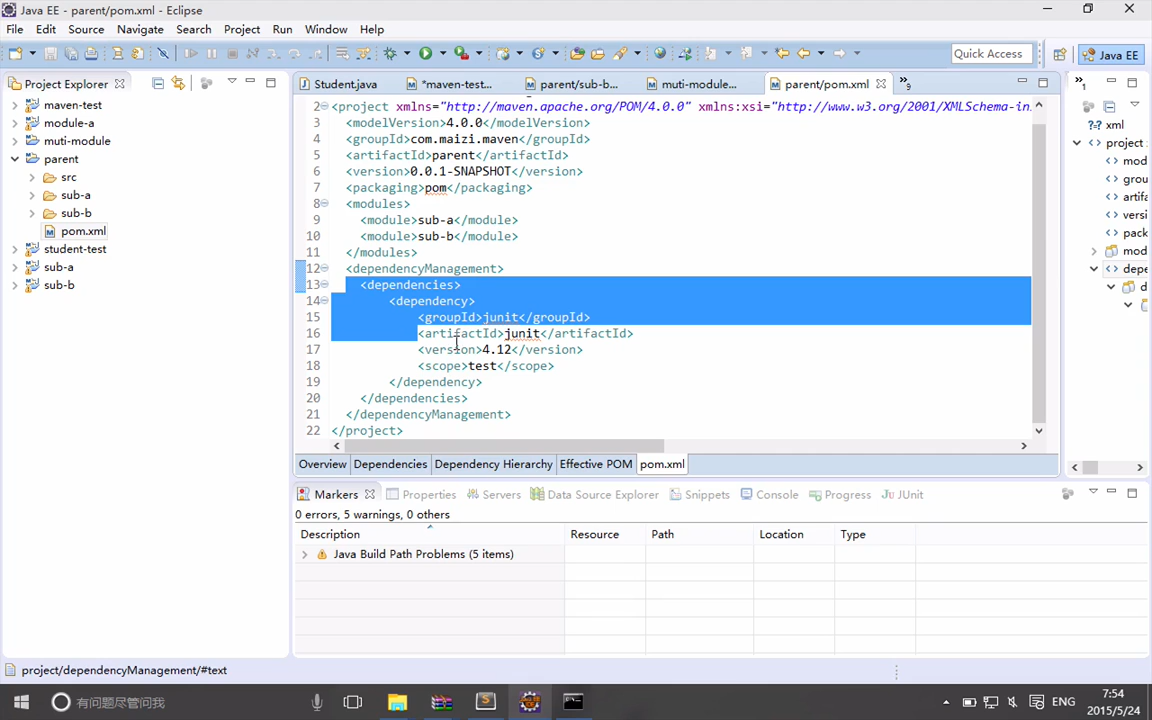 Java EE - parent/pom.xml - Eclipse
File Edit Source Navigate Search Project Run Window Help
Quick Access Java EE
Project Explorer
maven-test
module-a
muti-module
parent
src
sub-a
sub-b
pom.xml
student-test
sub-a
sub-b
Student.java *maven-test... parent/sub-b... muti-module... parent/pom.xml »9
2 <project xmlns="http://maven.apache.org/POM/4.0.0" xmlns:xsi="http://www.w3.org/2001/XMLSchema-in
3 <modelVersion>4.0.0</modelVersion>
4 <groupId>com.maizi.maven</groupId>
5 <artifactId>parent</artifactId>
6 <version>0.0.1-SNAPSHOT</version>
7 <packaging>pom</packaging>
8 <modules>
9 <module>sub-a</module>
10 <module>sub-b</module>
11 </modules>
12 <dependencyManagement>
13 <dependencies>
14 <dependency>
15 <groupId>junit</groupId>
16 <artifactId>junit</artifactId>
17 <version>4.12</version>
18 <scope>test</scope>
19 </dependency>
20 </dependencies>
21 </dependencyManagement>
22 </project>
Overview Dependencies Dependency Hierarchy Effective POM pom.xml
»1
?=? xml
project
mod
grou
artifa
versi
pack
mod
depe
d
Markers Properties Servers Data Source Explorer Snippets Console Progress JUnit
0 errors, 5 warnings, 0 others
Description Resource Path Location Type
Java Build Path Problems (5 items)
project/dependencyManagement/#text
有问题尽管问我
ENG
7:54
2015/5/24